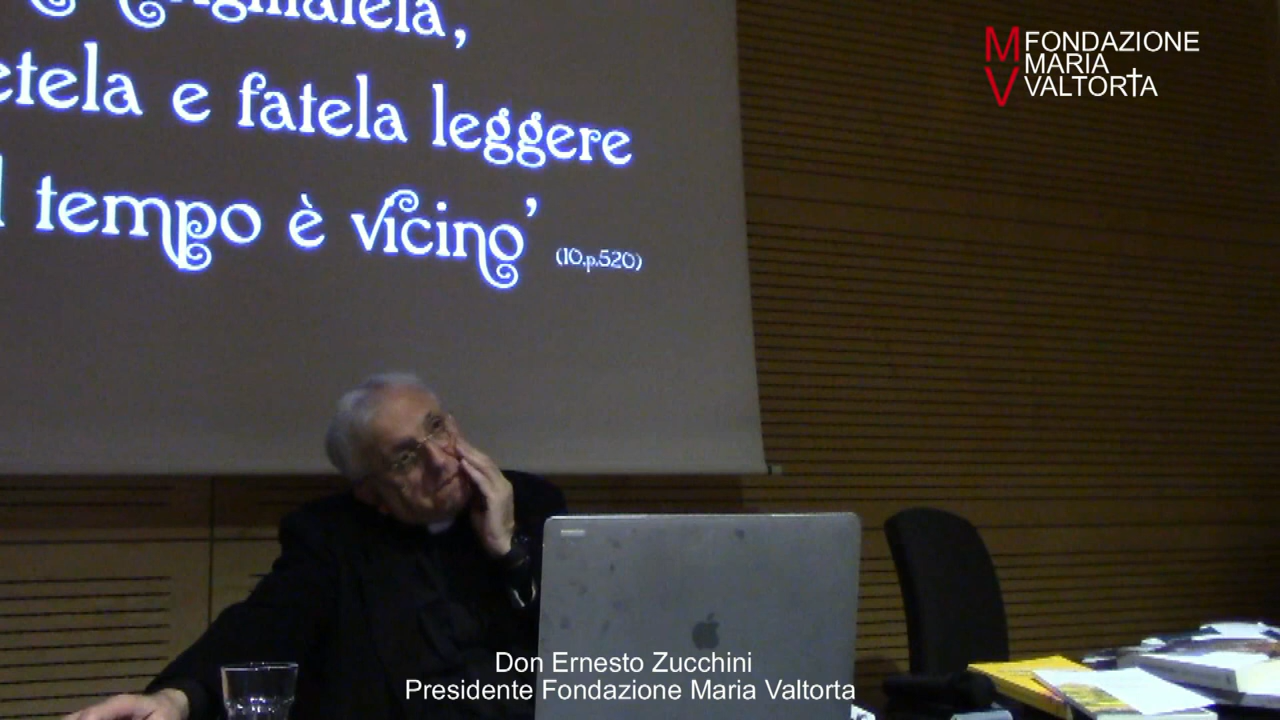 etela e fatela leggere
tempo è vicino’ (10,p.520)
FONDAZIONE
MARIA
VALTORTA
Don Ernesto Zucchini
Presidente Fondazione Maria Valtorta